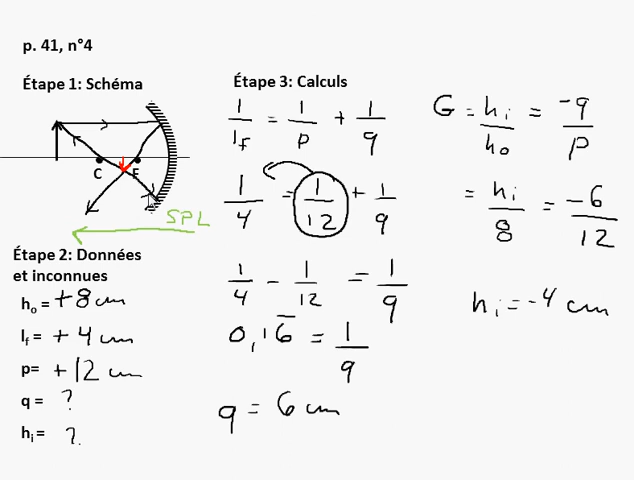 p. 41, n°4
Étape 1: Schéma
C F
SPL
Étape 2: Données
et inconnues
hₒ= +8 cm
lf = + 4 cm
p= + 12 cm
q = ?
hᵢ = ?
Étape 3: Calculs
1/lf = 1/p + 1/q
1/4 = 1/12 + 1/q
1/4 - 1/12 = 1/q
0,16̅ = 1/q
q = 6 cm
G = hᵢ/hₒ = -q/p
= hᵢ/8 = -6/12
hᵢ = -4 cm